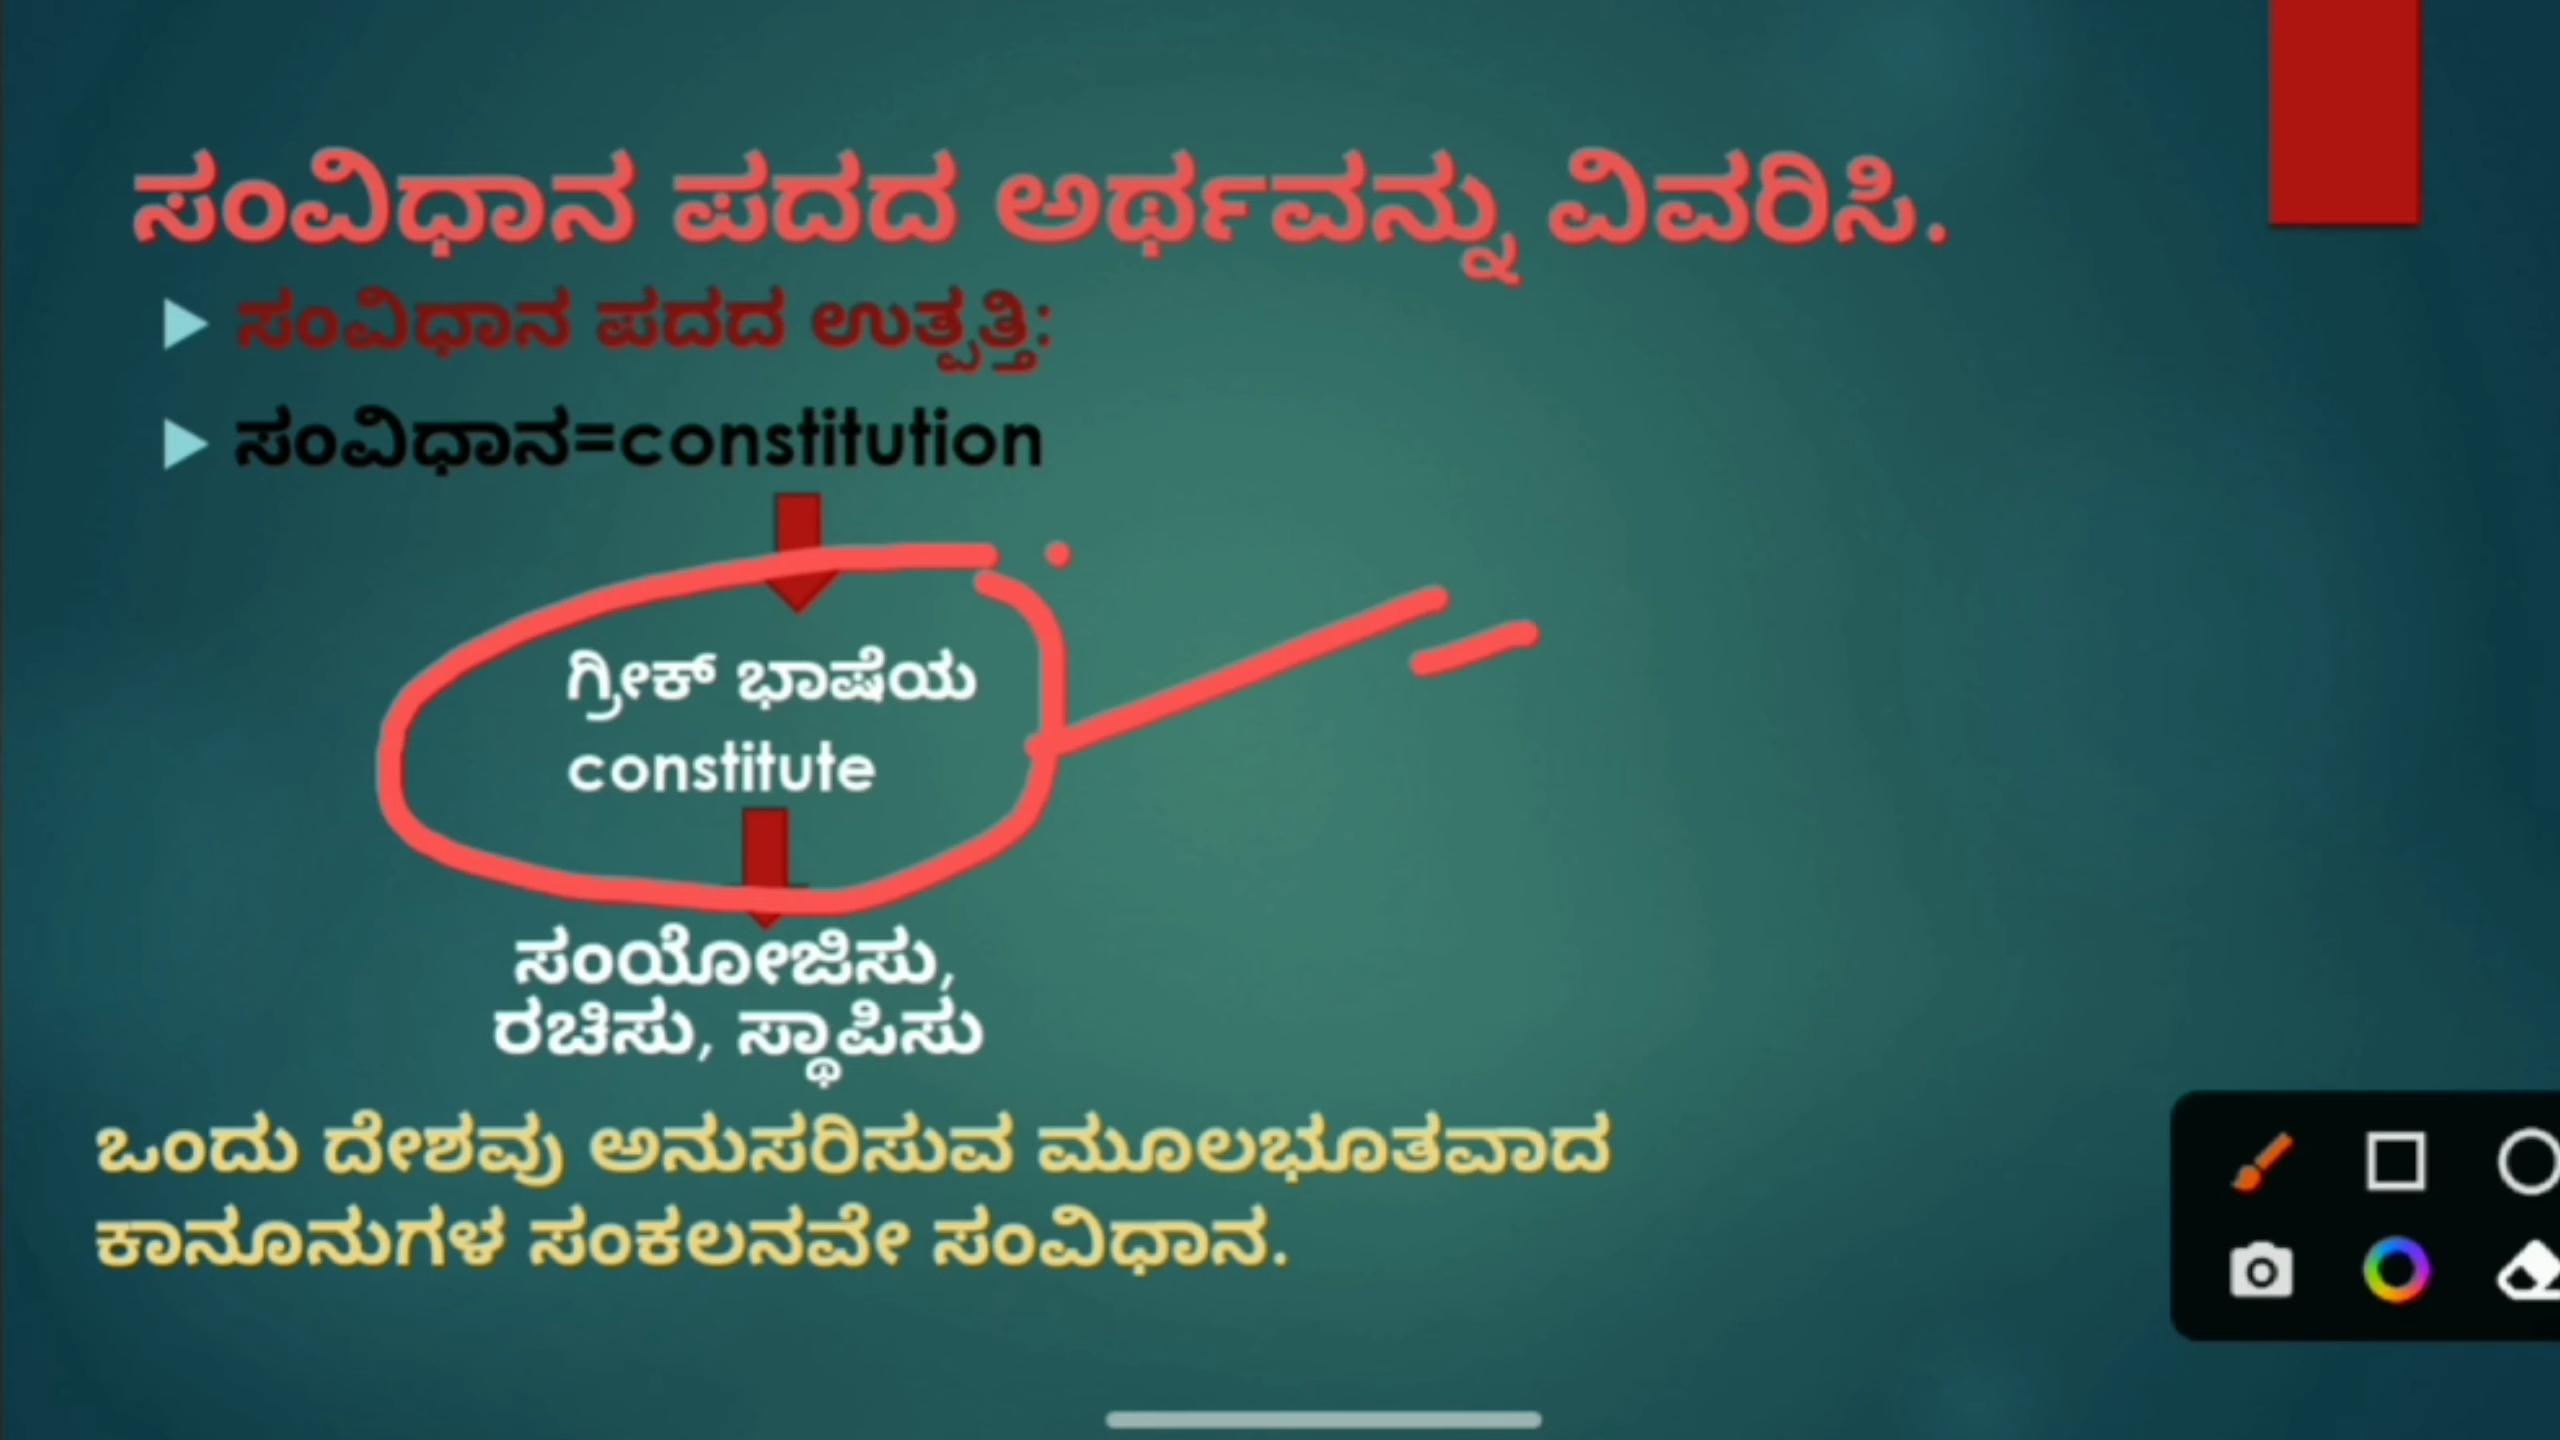 ಸಂವಿಧಾನ ಪದದ ಅರ್ಥವನ್ನು ವಿವರಿಸಿ.
ಸಂವಿಧಾನ ಪದದ ಉತ್ಪತ್ತಿ:
ಸಂವಿಧಾನ=constitution
ಗ್ರೀಕ್ ಭಾಷೆಯ
constitute
ಸಂಯೋಜಿಸು,
ರಚಿಸು, ಸ್ಥಾಪಿಸು
ಒಂದು ದೇಶವು ಅನುಸರಿಸುವ ಮೂಲಭೂತವಾದ
ಕಾನೂನುಗಳ ಸಂಕಲನವೇ ಸಂವಿಧಾನ.